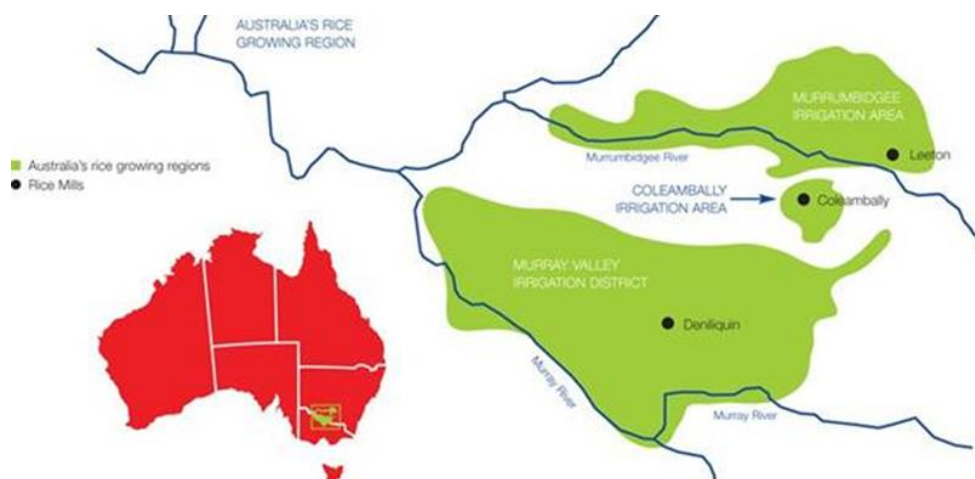 AUSTRALIA'S RICE
GROWING REGION
MURRUMBIDGEE
IRRIGATION AREA
Murrumbidgee River
Leeton
Australia's rice growing regions
Rice Mills
COLEAMBALLY
IRRIGATION AREA
Coleambally
MURRAY VALLEY
IRRIGATION DISTRICT
Deniliquin
Murray River
Murray River